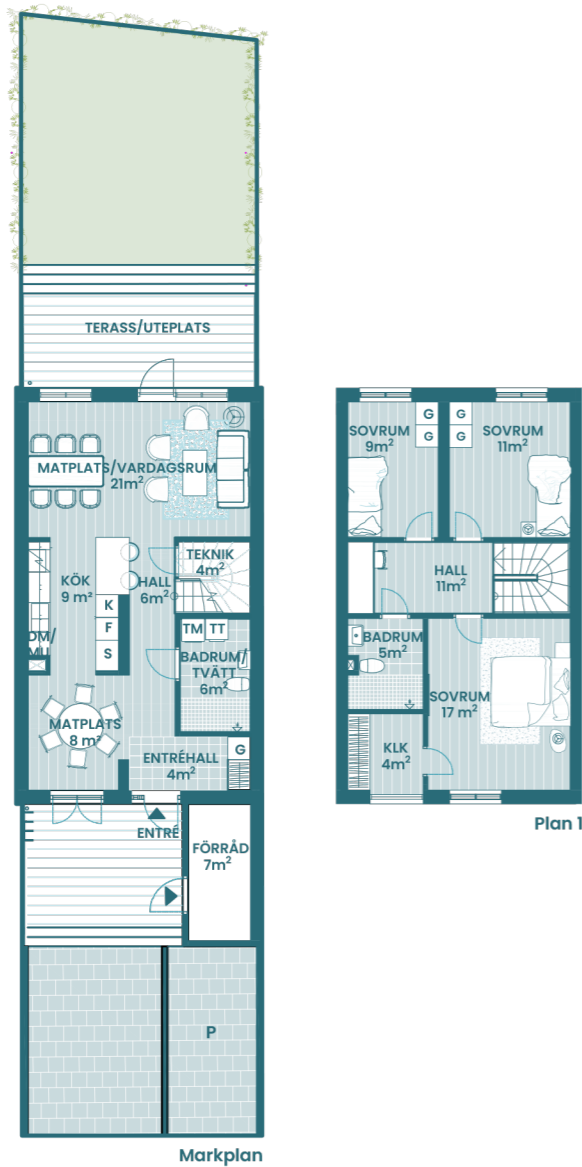 TERASS/UTEPLATS
MATPLATS/VARDAGSRUM
21m²
TEKNIK
4m²
KÖK
9 m²
HALL
6m²
K
F
S
DM/
MU
TM TT
BADRUM/
TVÄTT
6m²
MATPLATS
8 m²
ENTRÉHALL
4m²
G
ENTRÉ
FÖRRÅD
7m²
P
Markplan
SOVRUM
9m²
G
G
G
G
SOVRUM
11m²
HALL
11m²
BADRUM
5m²
SOVRUM
17 m²
KLK
4m²
Plan 1